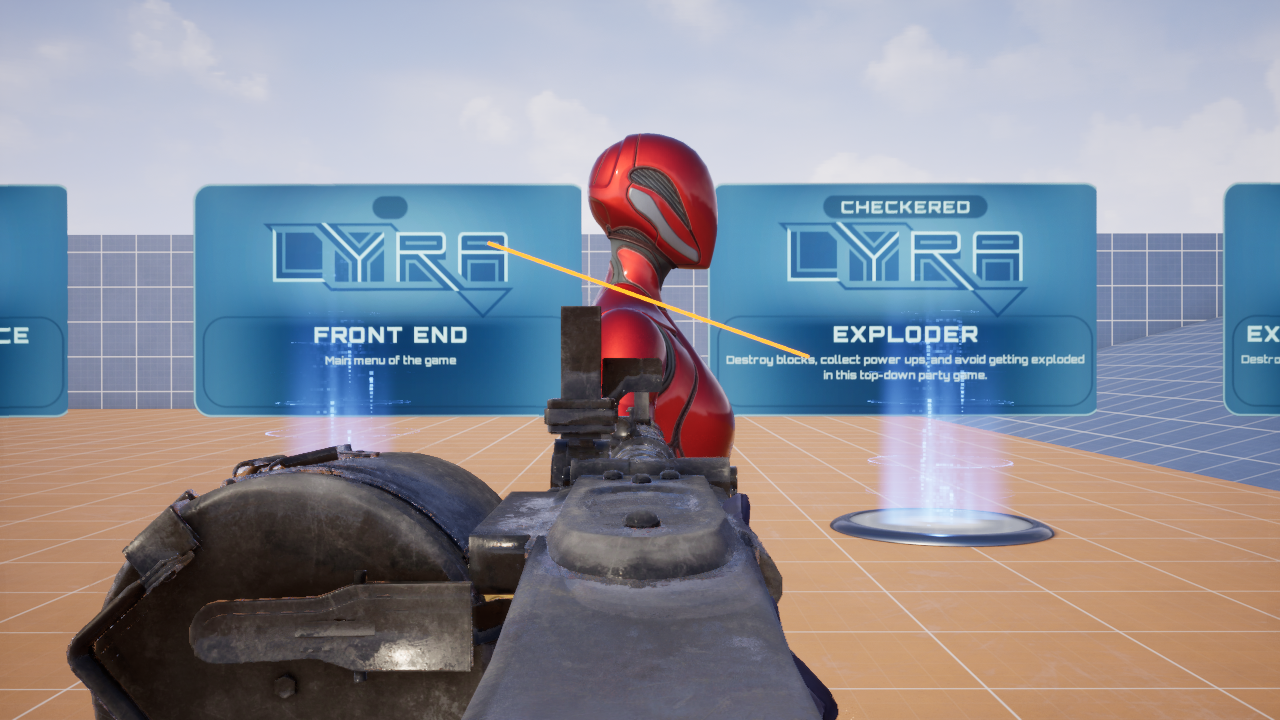 CE
LYRA
FRONT END
Main menu of the game
CHECKERED
LYRA
EXPLODER
Destroy blocks, collect power ups, and avoid getting exploded
in this top-down party game.
EX
Destro